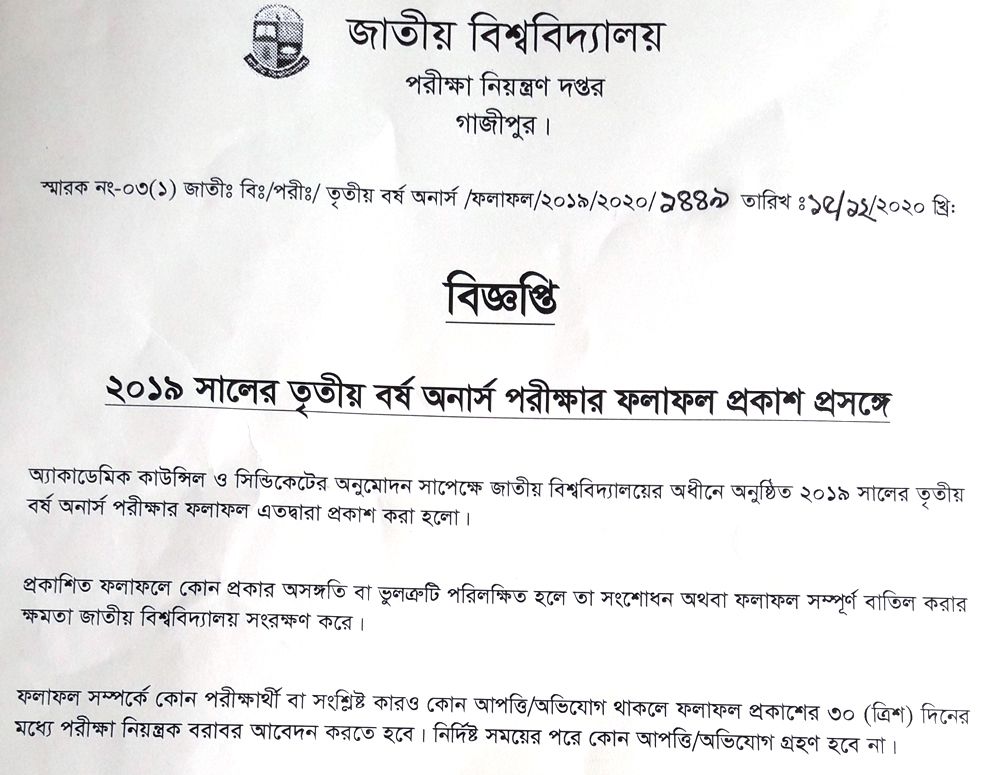 জাতীয় বিশ্ববিদ্যালয়
পরীক্ষা নিয়ন্ত্রণ দপ্তর
গাজীপুর।
স্মারক নং-০৩(১) জাতীঃ বিঃ/পরীঃ/ তৃতীয় বর্ষ অনার্স /ফলাফল/২০১৯/২০২০/১৪৪৯ তারিখ ঃ১৫/১২/২০২০ খ্রিঃ
বিজ্ঞপ্তি
২০১৯ সালের তৃতীয় বর্ষ অনার্স পরীক্ষার ফলাফল প্রকাশ প্রসঙ্গে
অ্যাকাডেমিক কাউন্সিল ও সিন্ডিকেটের অনুমোদন সাপেক্ষে জাতীয় বিশ্ববিদ্যালয়ের অধীনে অনুষ্ঠিত ২০১৯ সালের তৃতীয়
বর্ষ অনার্স পরীক্ষার ফলাফল এতদ্বারা প্রকাশ করা হলো।
প্রকাশিত ফলাফলে কোন প্রকার অসঙ্গতি বা ভুলত্রুটি পরিলক্ষিত হলে তা সংশোধন অথবা ফলাফল সম্পূর্ণ বাতিল করার
ক্ষমতা জাতীয় বিশ্ববিদ্যালয় সংরক্ষণ করে।
ফলাফল সম্পর্কে কোন পরীক্ষার্থী বা সংশ্লিষ্ট কারও কোন আপত্তি/অভিযোগ থাকলে ফলাফল প্রকাশের ৩০ (ত্রিশ) দিনের
মধ্যে পরীক্ষা নিয়ন্ত্রক বরাবর আবেদন করতে হবে। নির্দিষ্ট সময়ের পরে কোন আপত্তি/অভিযোগ গ্রহণ হবে না।